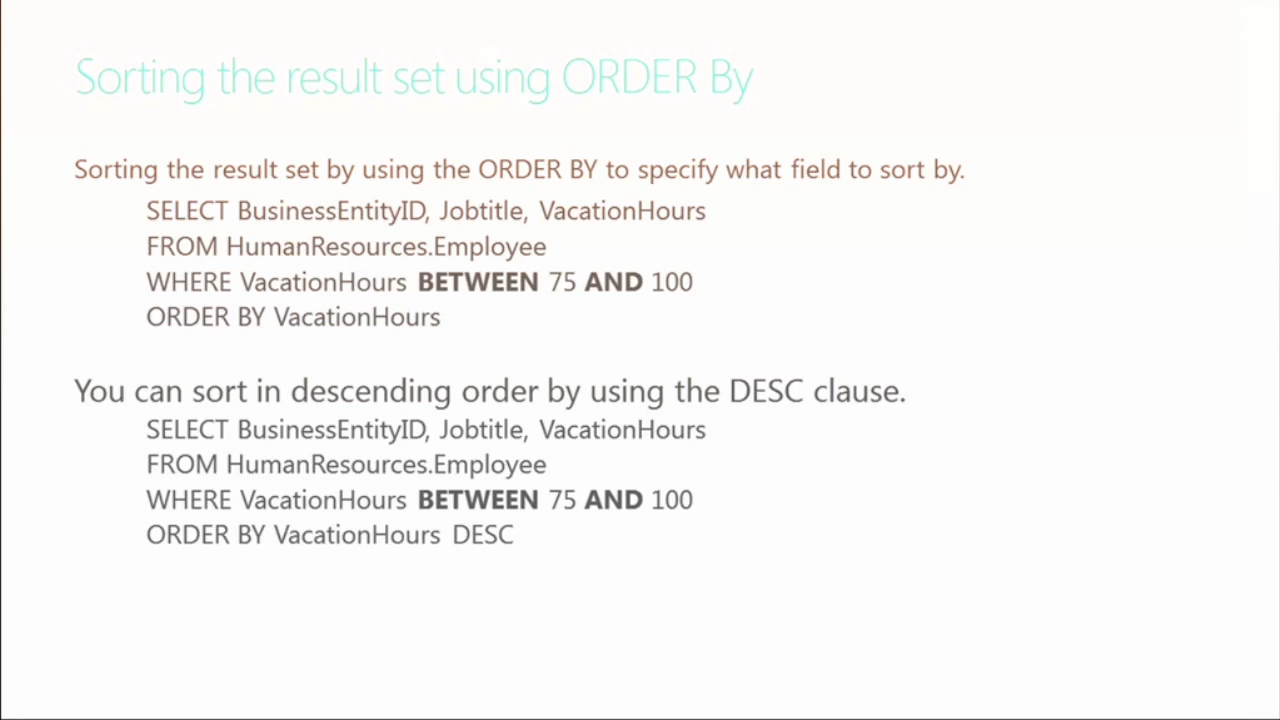 Sorting the result set using ORDER By
Sorting the result set by using the ORDER BY to specify what field to sort by.
SELECT BusinessEntityID, Jobtitle, VacationHours
FROM HumanResources.Employee
WHERE VacationHours BETWEEN 75 AND 100
ORDER BY VacationHours
You can sort in descending order by using the DESC clause.
SELECT BusinessEntityID, Jobtitle, VacationHours
FROM HumanResources.Employee
WHERE VacationHours BETWEEN 75 AND 100
ORDER BY VacationHours DESC